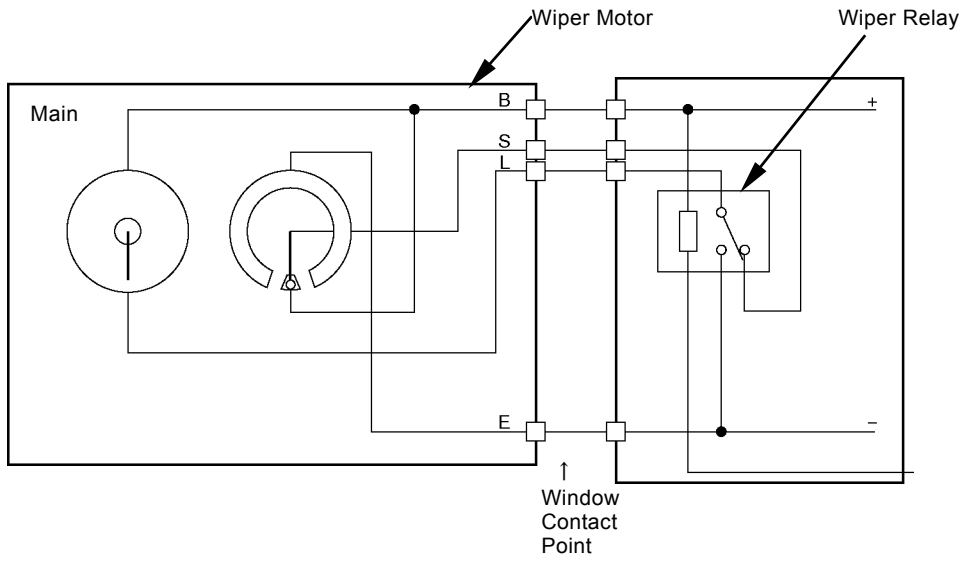 Wiper Motor
Wiper Relay
Main
B
+
S
L
E
−
↑
Window
Contact
Point